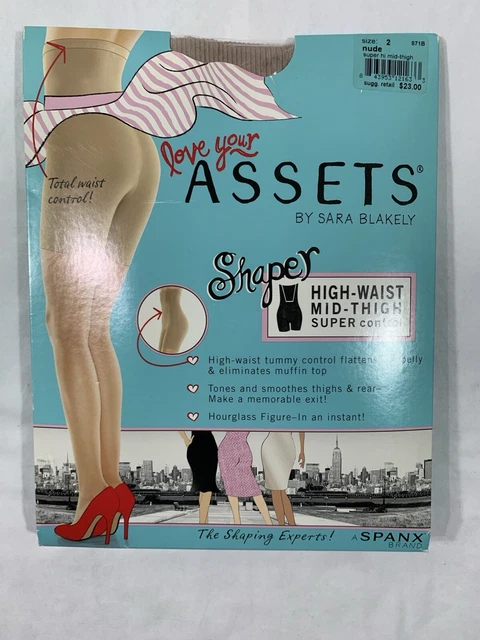 size: 2 871B
nude
super hi mid-thigh
sugg. retail $23.00
love your
ASSETS®
BY SARA BLAKELY
Total waist
control!
Shaper
HIGH-WAIST
MID-THIGH
SUPER control
High-waist tummy control flattens belly
& eliminates muffin top
Tones and smoothes thighs & rear–
Make a memorable exit!
Hourglass Figure–In an instant!
The Shaping Experts!
A SPANX
BRAND